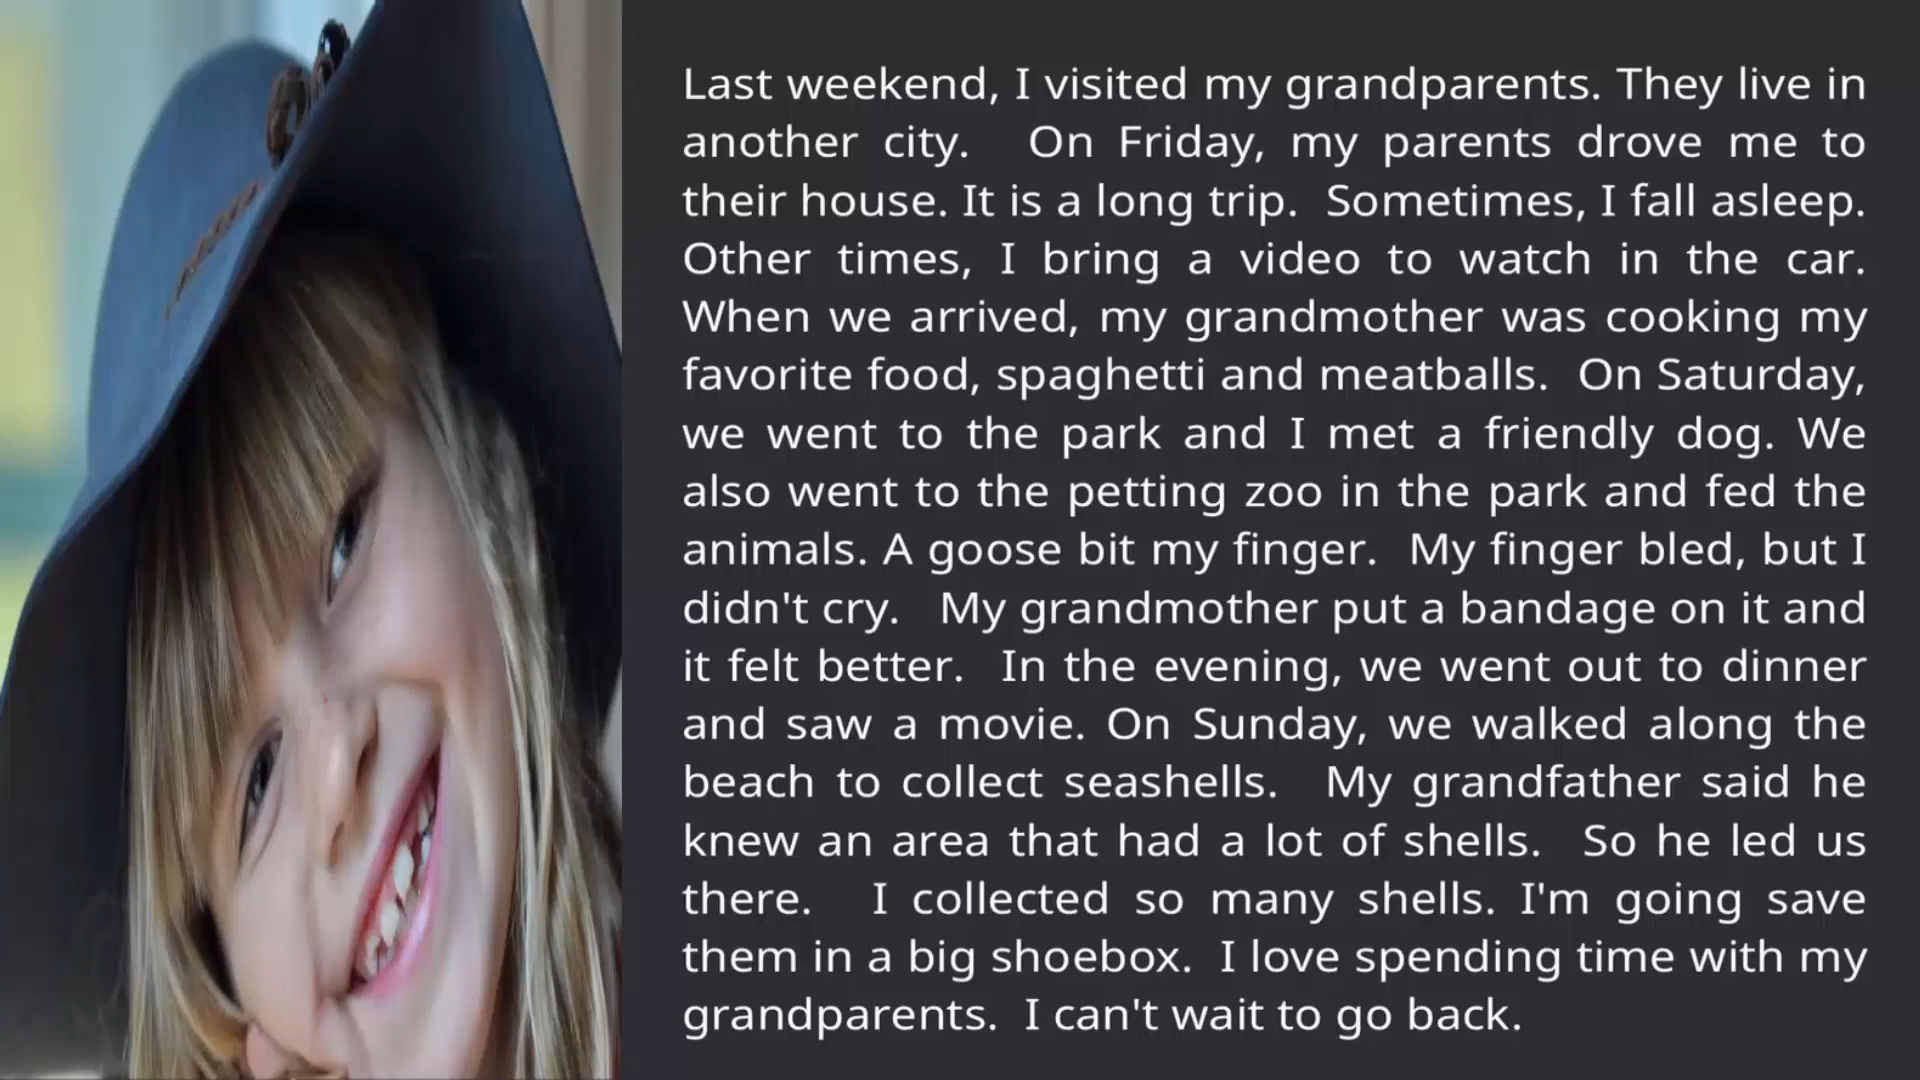 Last weekend, I visited my grandparents. They live in
another city. On Friday, my parents drove me to
their house. It is a long trip. Sometimes, I fall asleep.
Other times, I bring a video to watch in the car.
When we arrived, my grandmother was cooking my
favorite food, spaghetti and meatballs. On Saturday,
we went to the park and I met a friendly dog. We
also went to the petting zoo in the park and fed the
animals. A goose bit my finger. My finger bled, but I
didn't cry. My grandmother put a bandage on it and
it felt better. In the evening, we went out to dinner
and saw a movie. On Sunday, we walked along the
beach to collect seashells. My grandfather said he
knew an area that had a lot of shells. So he led us
there. I collected so many shells. I'm going save
them in a big shoebox. I love spending time with my
grandparents. I can't wait to go back.